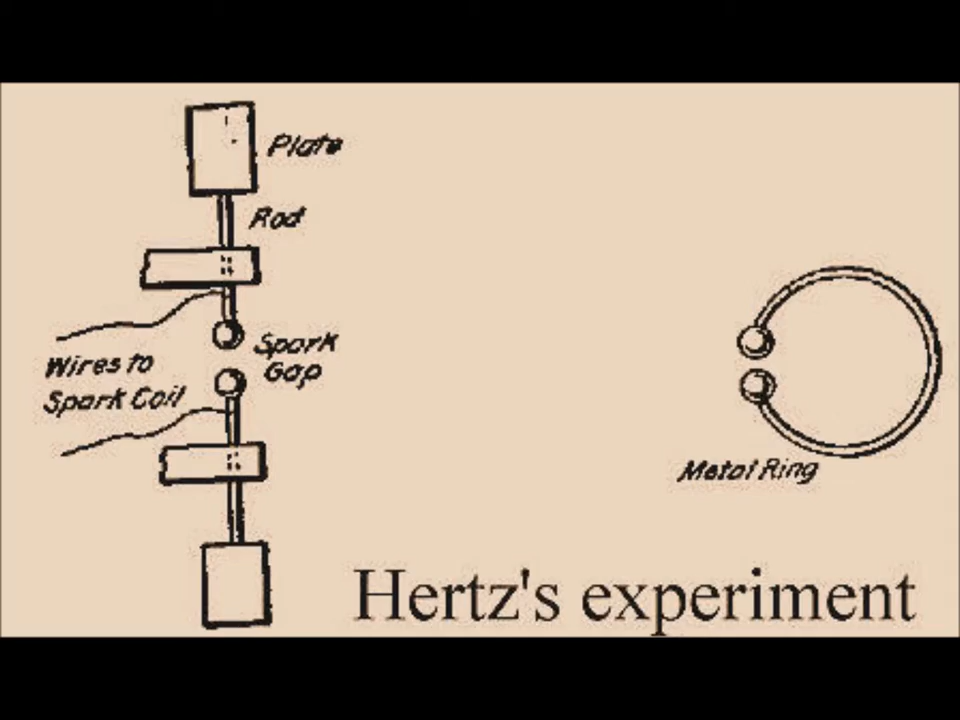 Plate
Rod
Spark
Gap
Wires to
Spark Coil
Metal Ring
Hertz's experiment